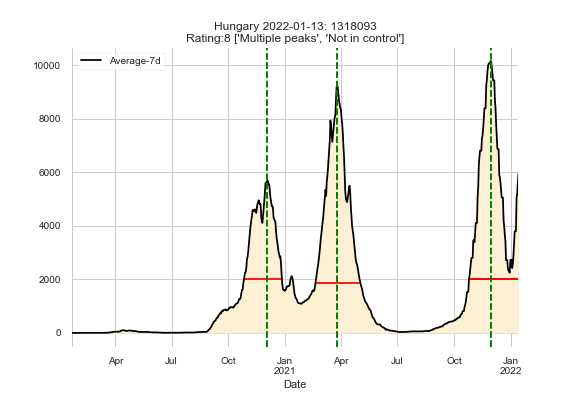 Hungary 2022-01-13: 1318093
Rating:8 ['Multiple peaks', 'Not in control']
Average-7d
10000
8000
6000
4000
2000
0
Apr
Jul
Oct
Jan
2021
Apr
Jul
Oct
Jan
2022
Date